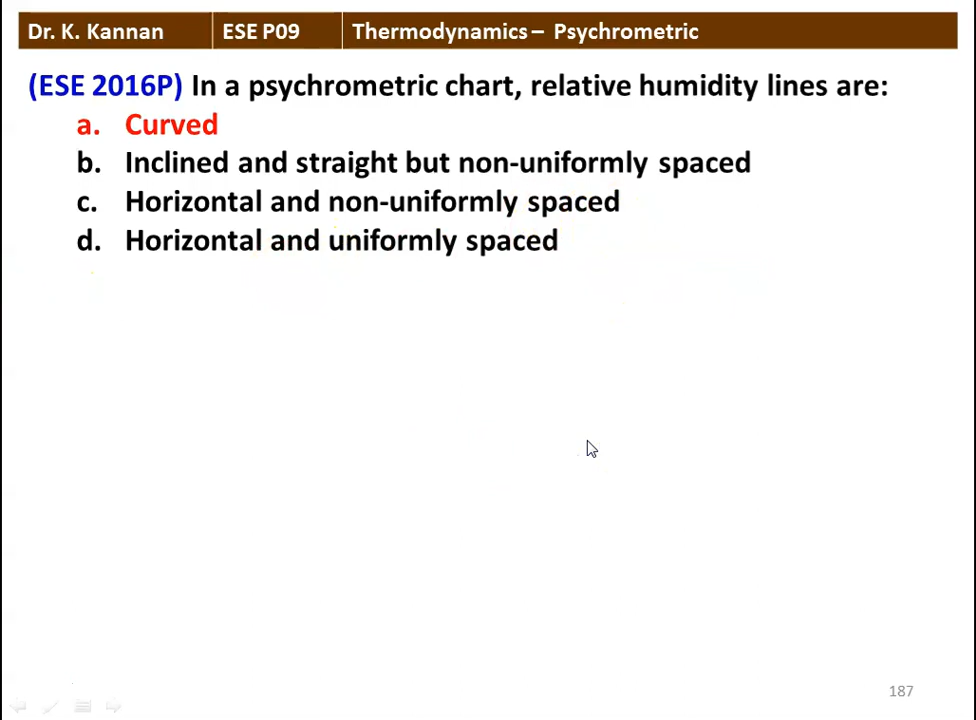 Dr. K. Kannan ESE P09 Thermodynamics – Psychrometric
(ESE 2016P) In a psychrometric chart, relative humidity lines are:
a. Curved
b. Inclined and straight but non-uniformly spaced
c. Horizontal and non-uniformly spaced
d. Horizontal and uniformly spaced
187